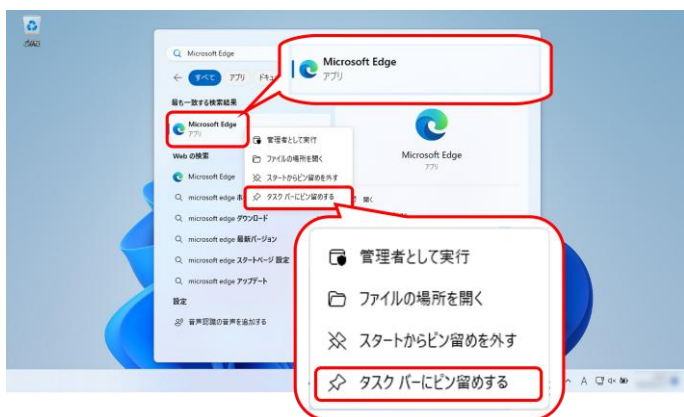 Microsoft Edge
Microsoft Edge
アプリ
すべて
アプリ
最も一致する検索結果
Microsoft Edge
アプリ
管理者として実行
ファイルの場所を開く
スタートからピン留めを外す
タスク バーにピン留めする
Microsoft Edge
アプリ
開く
Web の検索
Microsoft Edge
microsoft edge
microsoft edge ダウンロード
microsoft edge 最新バージョン
microsoft edge スタートページ 設定
microsoft edge アップデート
設定
音声認識の音声を追加する
管理者として実行
ファイルの場所を開く
スタートからピン留めを外す
タスク バーにピン留めする
A